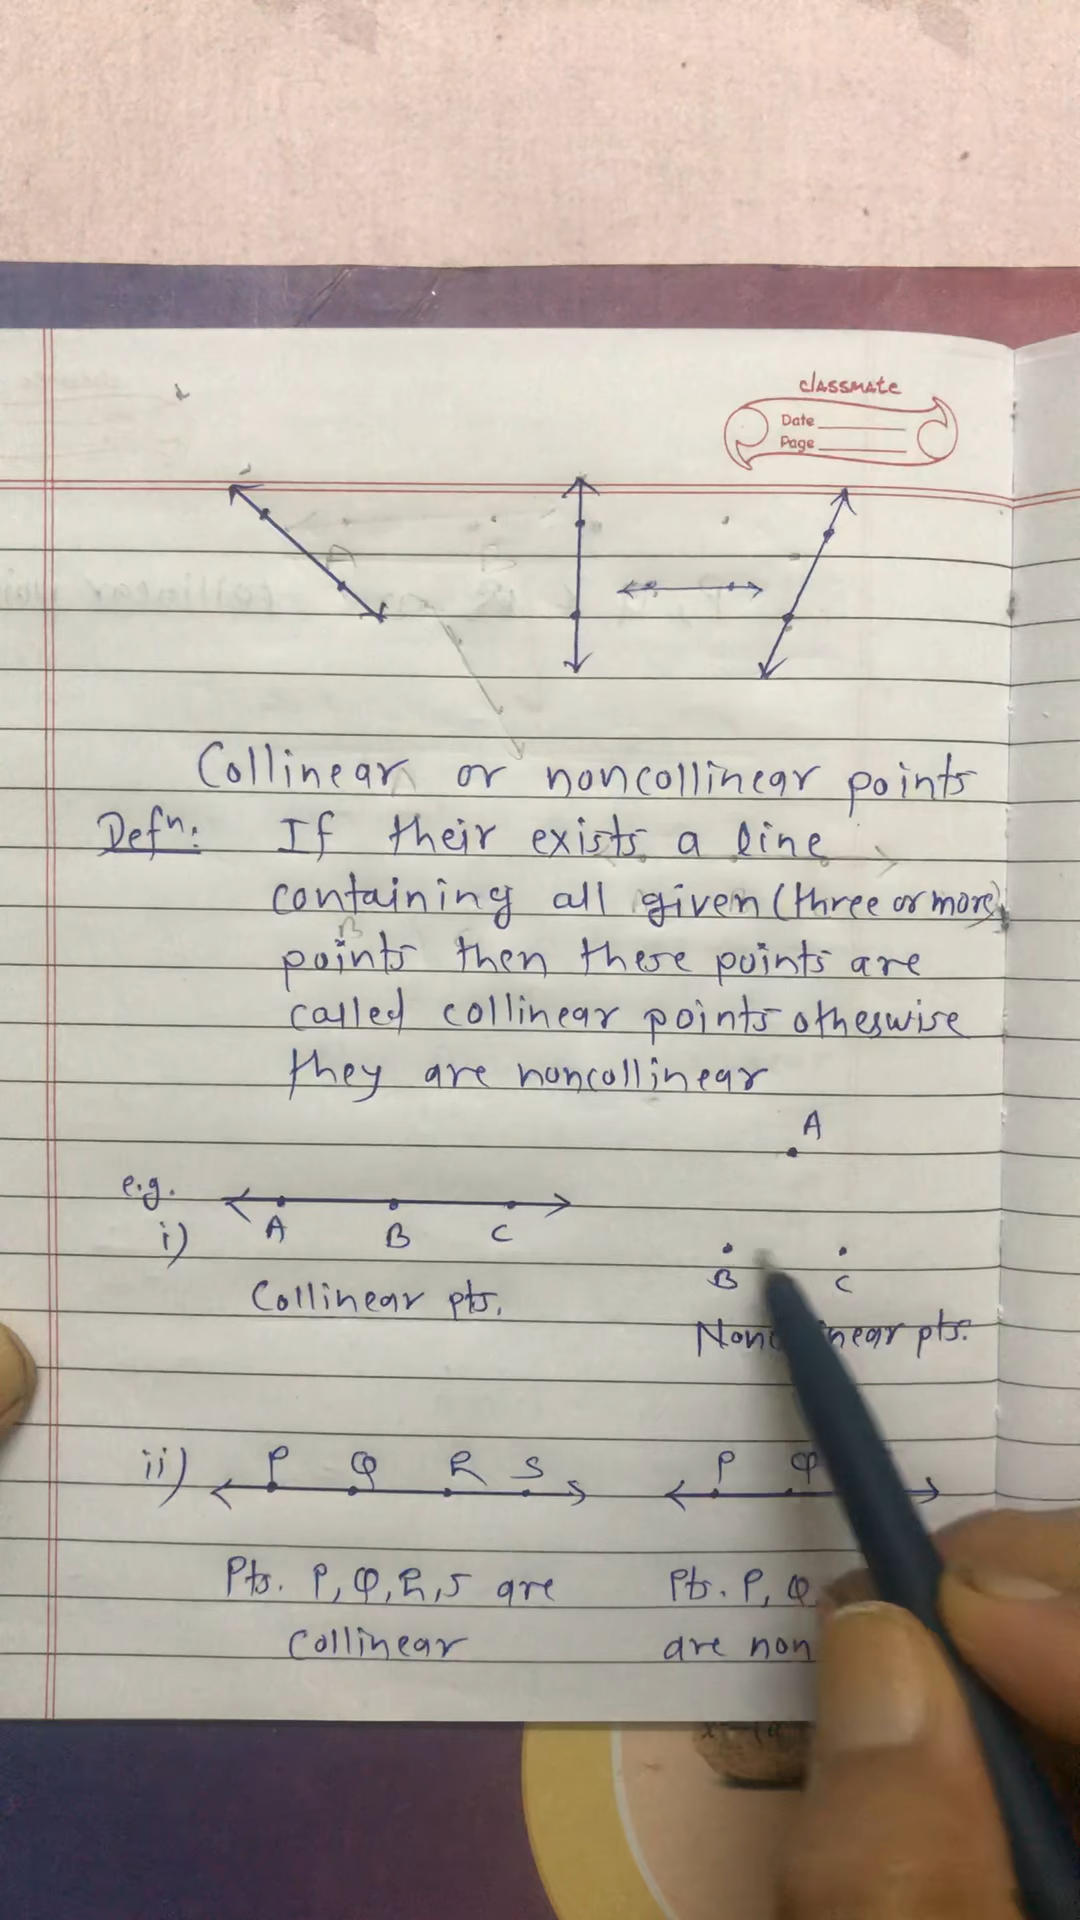 classmate
Date
Page
Collinear or noncollinear points
Defn: If their exists a line
containing all given (three or more)
points then these points are
called collinear points otheswise
they are noncollinear
A
e.g.
i)
A B C
B C
Collinear pts.
pts.
ii) P Q R S
P Q
Pts. P, Q, R, S are
collinear
Pts. P, Q
are non